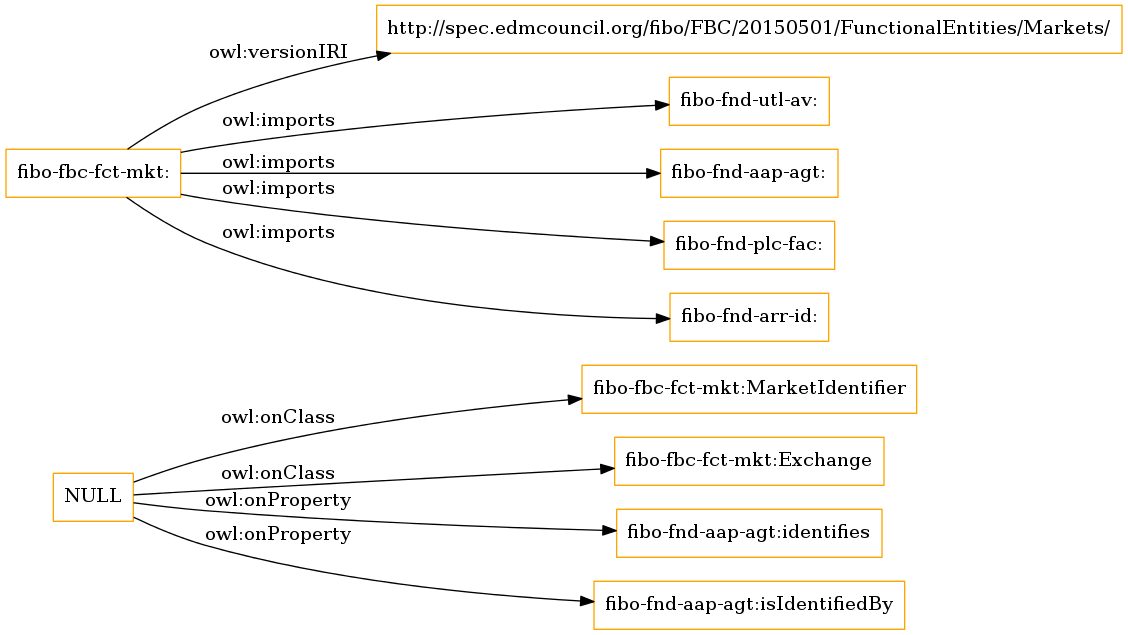 http://spec.edmcouncil.org/fibo/FBC/20150501/FunctionalEntities/Markets/
owl:versionIRI
fibo-fnd-utl-av:
owl:imports
fibo-fbc-fct-mkt:
owl:imports
fibo-fnd-aap-agt:
owl:imports
fibo-fnd-plc-fac:
owl:imports
fibo-fnd-arr-id:
fibo-fbc-fct-mkt:MarketIdentifier
owl:onClass
fibo-fbc-fct-mkt:Exchange
owl:onClass
NULL
owl:onProperty
fibo-fnd-aap-agt:identifies
owl:onProperty
fibo-fnd-aap-agt:isIdentifiedBy